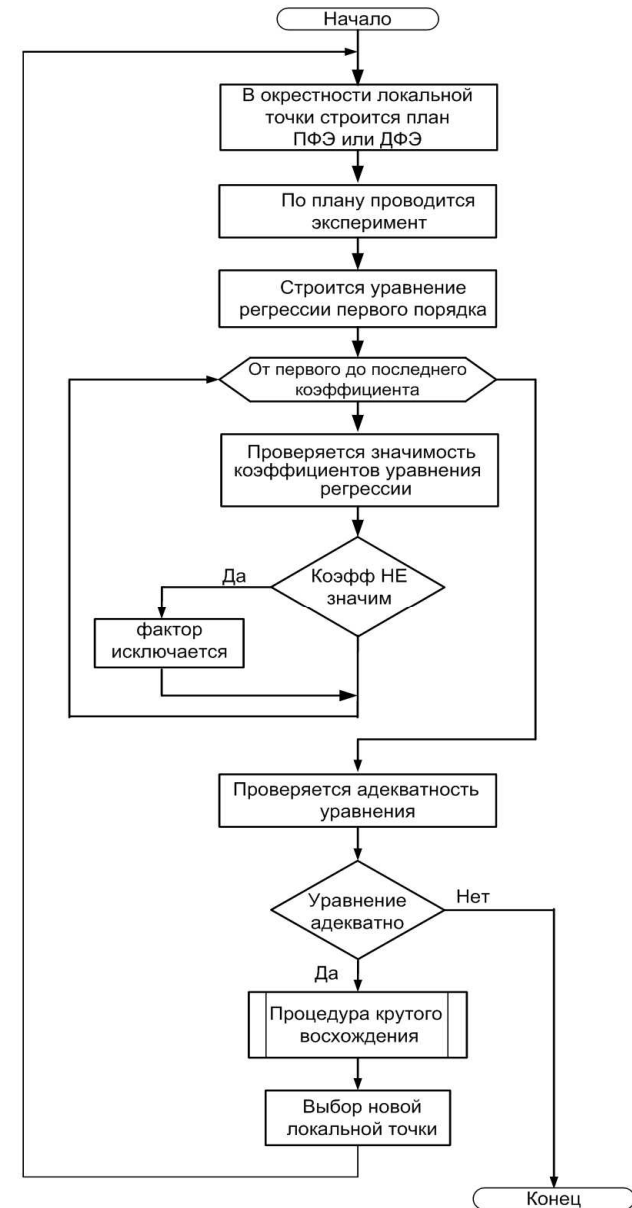 Начало
В окрестности локальной
точки строится план
ПФЭ или ДФЭ
По плану проводится
эксперимент
Строится уравнение
регрессии первого порядка
От первого до последнего
коэффициента
Проверяется значимость
коэффициентов уравнения
регрессии
Да
Коэфф НЕ
значим
фактор
исключается
Проверяется адекватность
уравнения
Уравнение
адекватно
Нет
Да
Процедура крутого
восхождения
Выбор новой
локальной точки
Конец